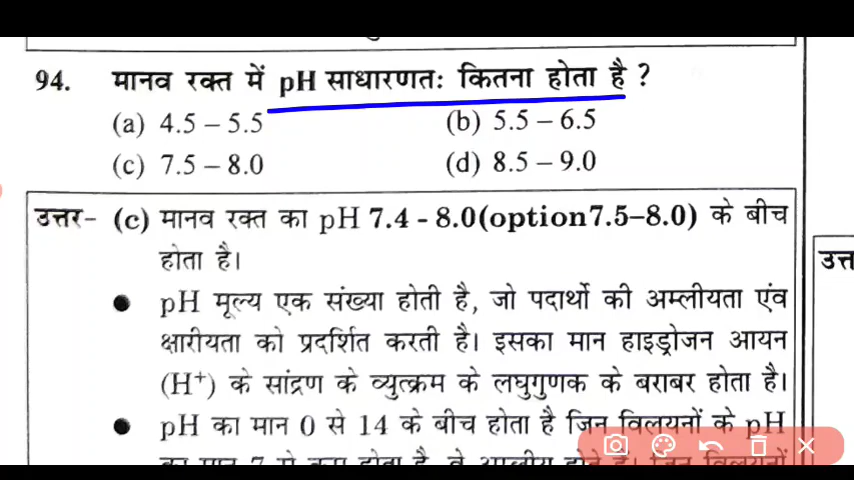 94. मानव रक्त में pH साधारणतः कितना होता है ?
(a) 4.5 – 5.5 (b) 5.5 – 6.5
(c) 7.5 – 8.0 (d) 8.5 – 9.0
उत्तर- (c) मानव रक्त का pH 7.4 - 8.0(option7.5–8.0) के बीच
होता है।
उत्त
● pH मूल्य एक संख्या होती है, जो पदार्थो की अम्लीयता एंव
क्षारीयता को प्रदर्शित करती है। इसका मान हाइड्रोजन आयन
(H⁺) के सांद्रण के व्युत्क्रम के लघुगुणक के बराबर होता है।
● pH का मान 0 से 14 के बीच होता है जिन विलयनों के pH